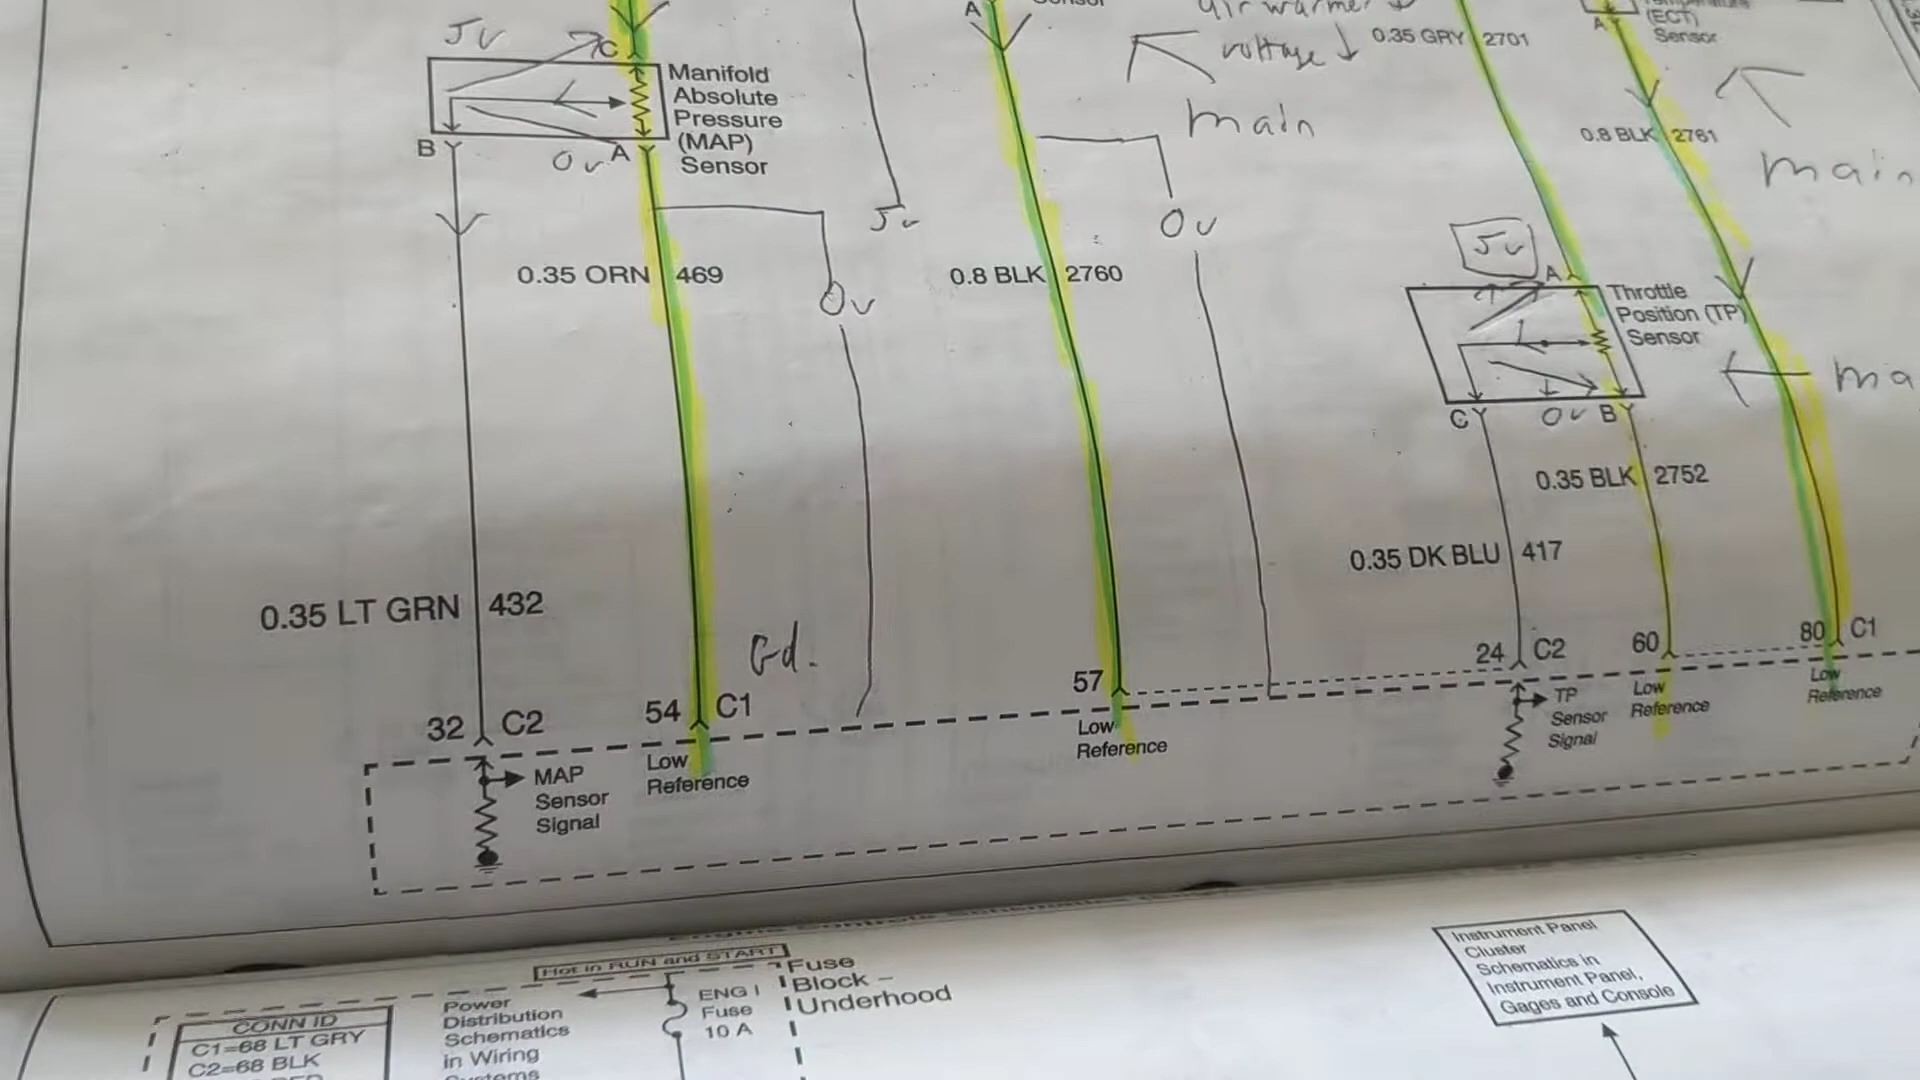 5v
C
Manifold
Absolute
Pressure
(MAP)
Sensor
B
0v
A
0.35 ORN 469
0v
5v
A
air warmer
voltage ↓
main
0v
0.8 BLK 2760
0.35 GRY 2701
A
(ECT)
Sensor
0.8 BLK 2761
main
5v
A
Throttle
Position (TP)
Sensor
C
0v
B
0.35 BLK 2752
0.35 DK BLU 417
0.35 LT GRN 432
Gd.
32 C2
54 C1
57
24 C2
60
80 C1
MAP
Sensor
Signal
Low
Reference
Low
Reference
TP
Sensor
Signal
Low
Reference
Low
Reference
Hot in RUN and START
Fuse
Block –
Underhood
Power
Distribution
Schematics
in Wiring
Systems
ENG I
Fuse
10 A
CONN ID
C1=68 LT GRY
C2=68 BLK
Instrument Panel
Cluster
Schematics in
Instrument Panel,
Gages and Console